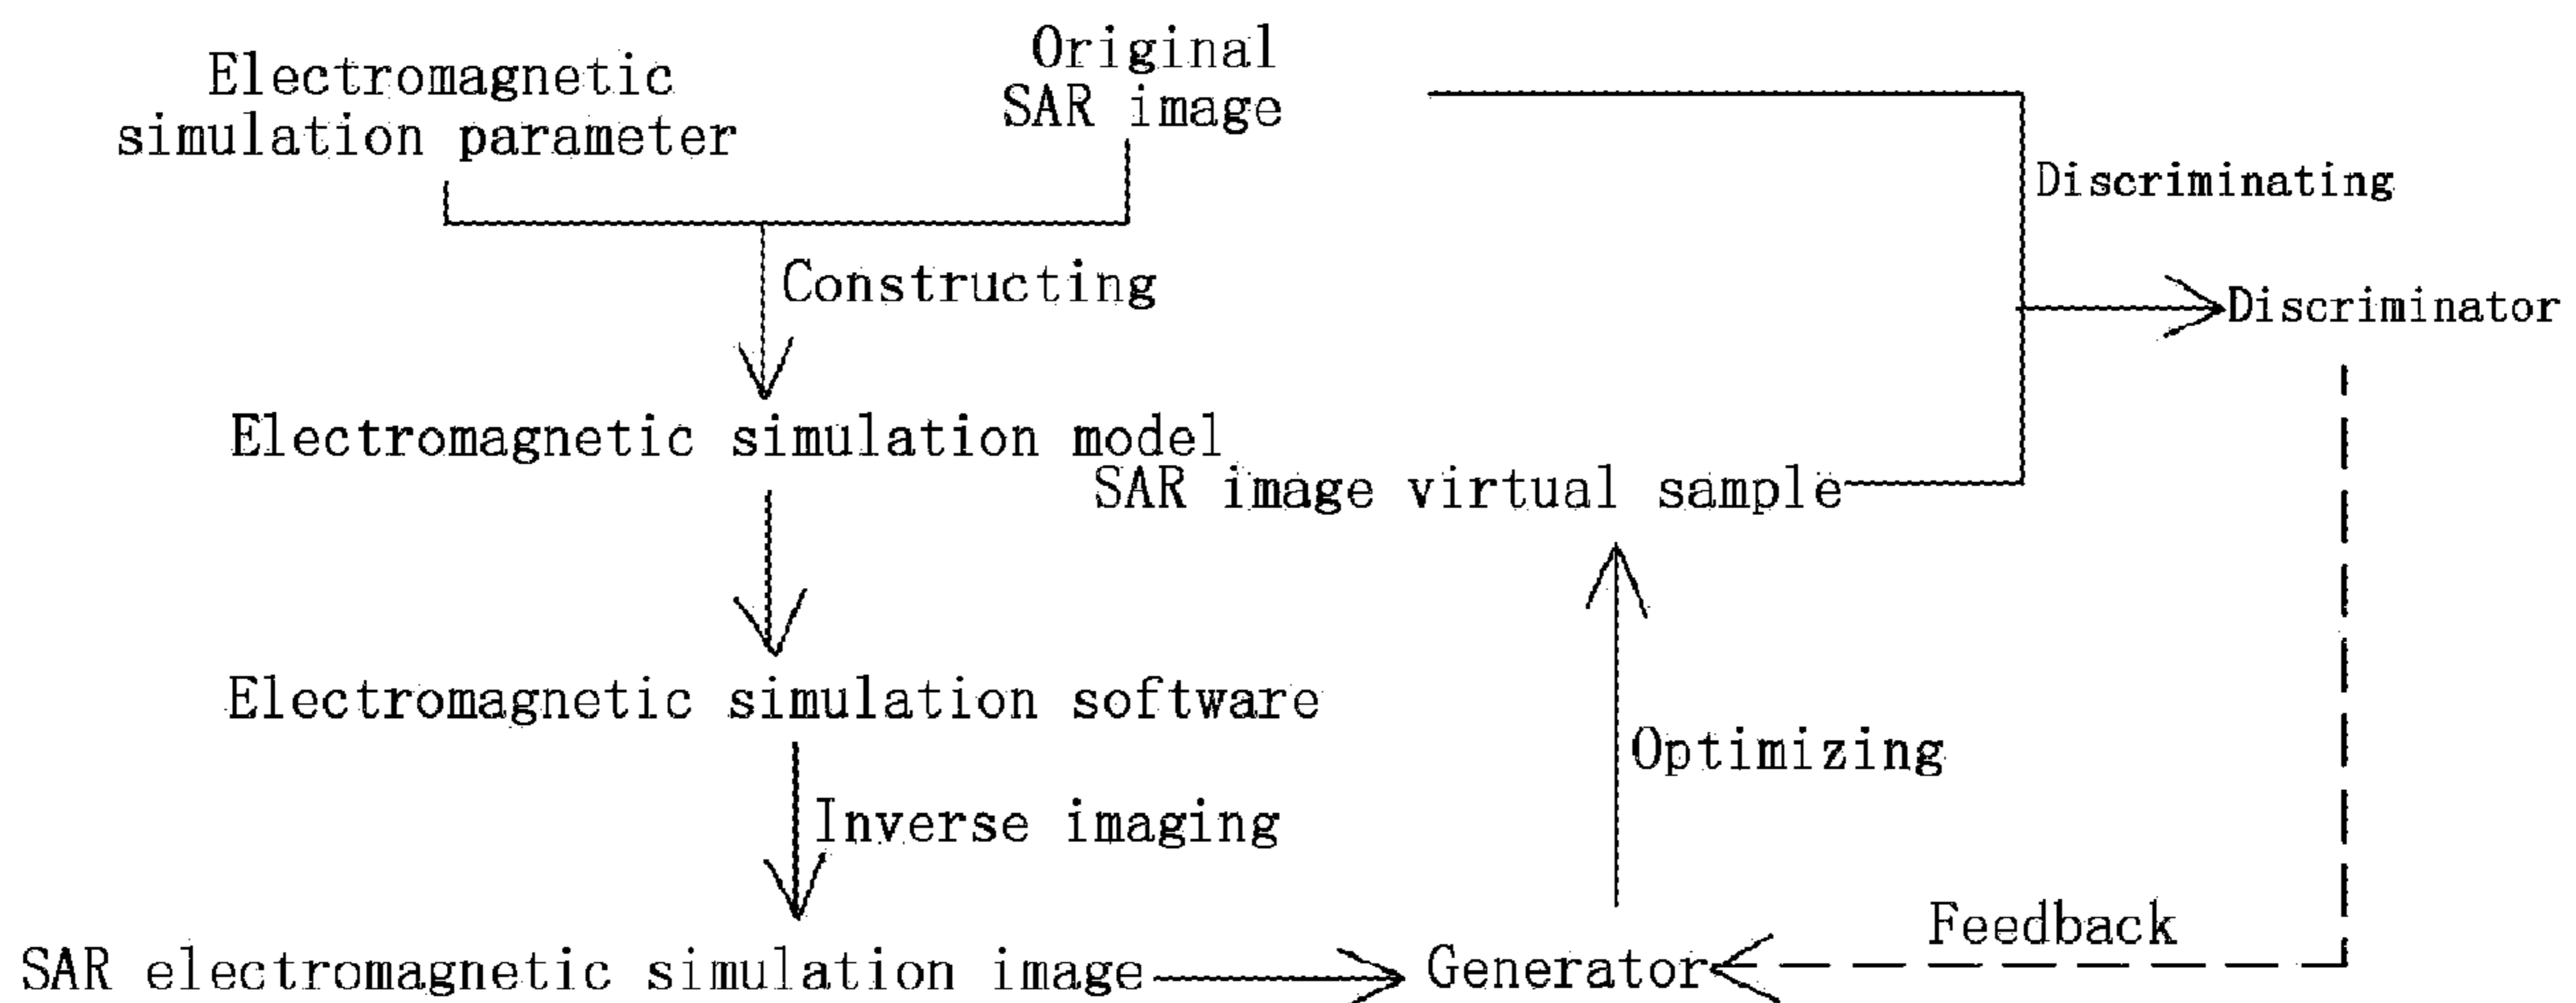 Electromagnetic
simulation parameter
Original
SAR image
Discriminating
Constructing
Discriminator
Electromagnetic simulation model
SAR image virtual sample
Electromagnetic simulation software
Optimizing
Inverse imaging
Feedback
SAR electromagnetic simulation image
Generator